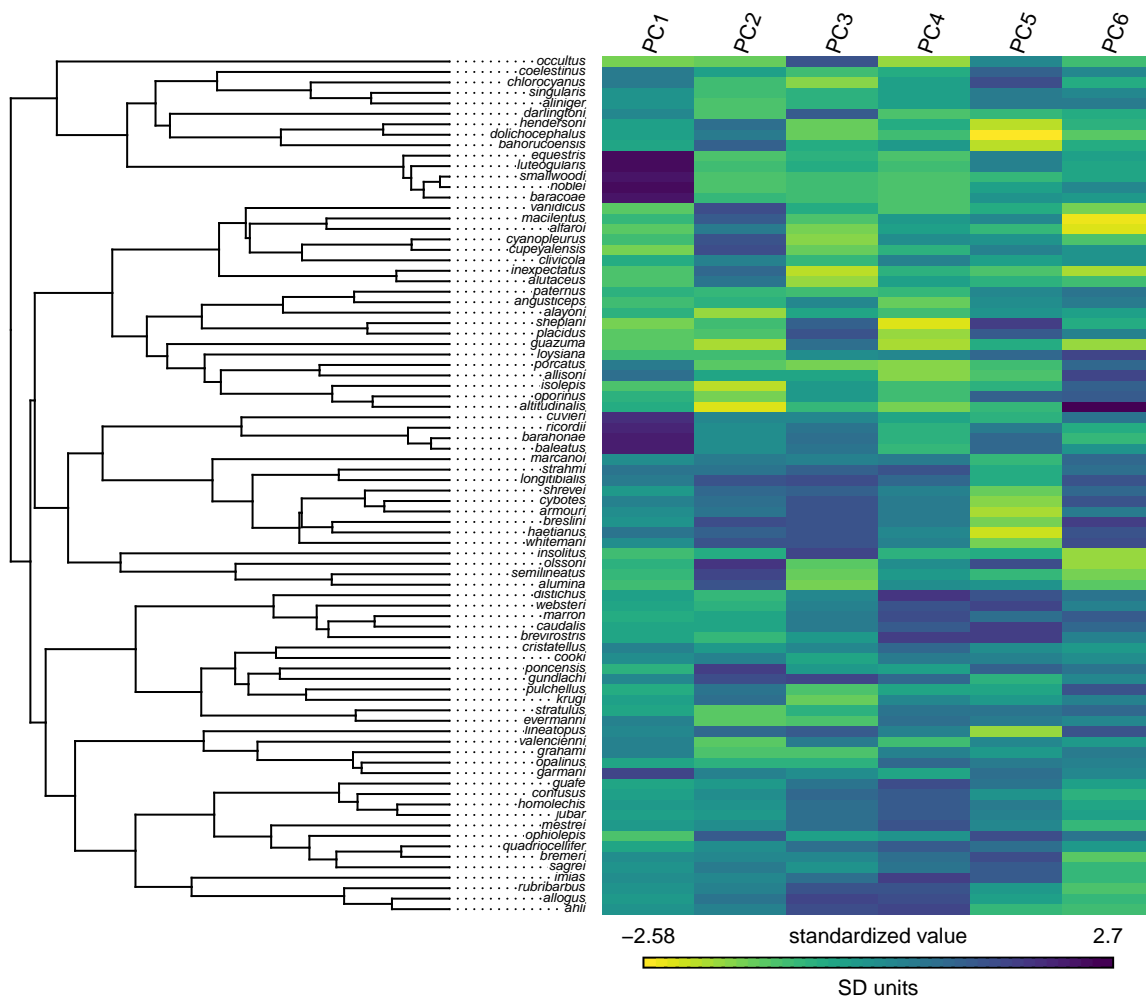 PC1 PC2 PC3 PC4 PC5 PC6
occultus
coelestinus
chlorocyanus
singularis
aliniger
darlingtoni
hendersoni
dolichocephalus
bahorucoensis
equestris
luteogularis
smallwoodi
noblei
baracoae
vanidicus
macilentus
alfaroi
cyanopleurus
cupeyalensis
clivicola
inexpectatus
alutaceus
paternus
angusticeps
alayoni
sheplani
placidus
guazuma
loysiana
porcatus
allisoni
isolepis
oporinus
altitudinalis
cuvieri
ricordii
barahonae
baleatus
marcanoi
strahmi
longitibialis
shrevei
cybotes
armouri
breslini
haetianus
whitemani
insolitus
olssoni
semilineatus
alumina
distichus
websteri
marron
caudalis
brevirostris
cristatellus
cooki
poncensis
gundlachi
pulchellus
krugi
stratulus
evermanni
lineatopus
valencienni
grahami
opalinus
garmani
guafe
confusus
homolechis
jubar
mestrei
ophiolepis
quadriocellifer
bremeri
sagrei
imias
rubribarbus
allogus
ahli
−2.58 standardized value 2.7
SD units